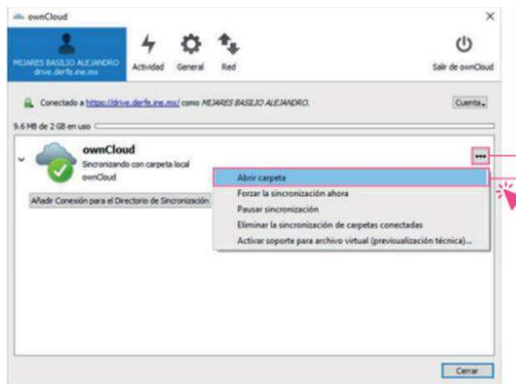 ownCloud
MIJARES BASILIO ALEJANDRO
drive.derfe.ine.mx
Actividad
General
Red
Salir de ownCloud
Conectado a https://drive.derfe.ine.mx/ como MIJARES BASILIO ALEJANDRO.
Cuenta
9.6 MB de 2 GB en uso
ownCloud
Sincronizando con carpeta local
ownCloud
Abrir carpeta
Forzar la sincronización ahora
Añadir Conexión para el Directorio de Sincronización
Pausar sincronización
Eliminar la sincronización de carpetas conectadas
Activar soporte para archivo virtual (previsualización técnica)...
Cerrar